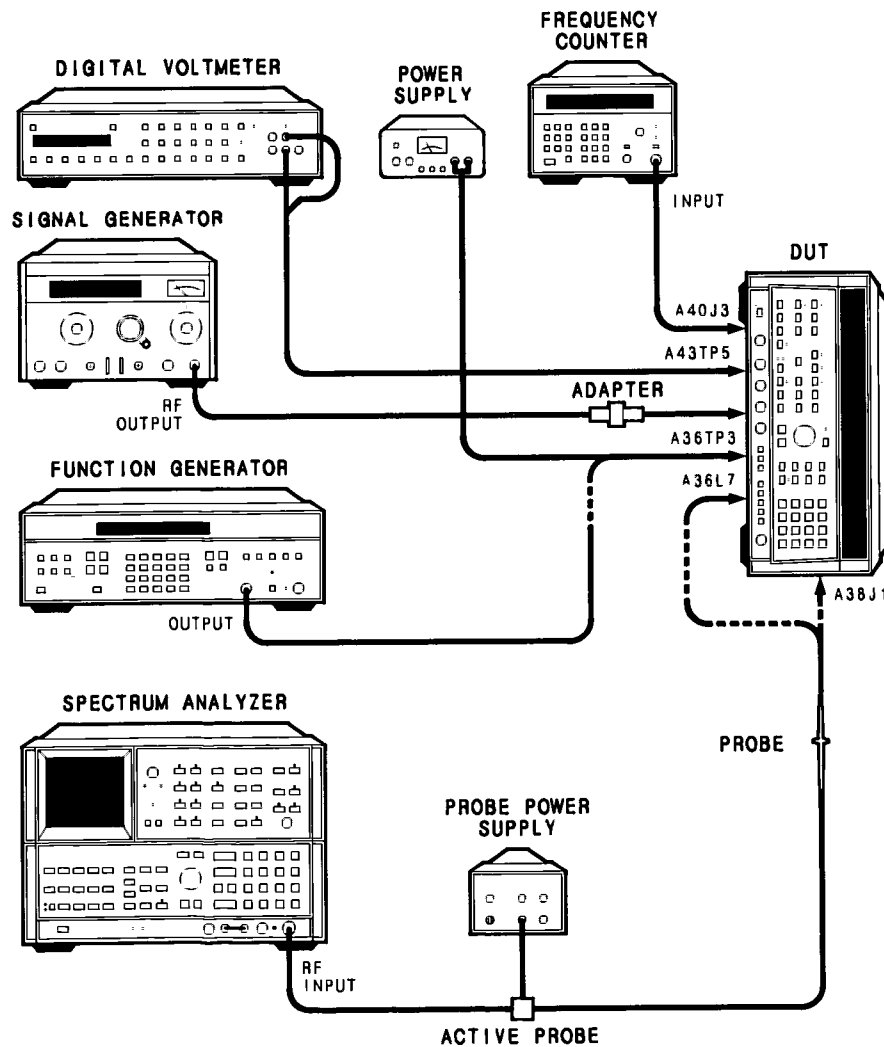 FREQUENCY
COUNTER
DIGITAL VOLTMETER
POWER
SUPPLY
INPUT
SIGNAL GENERATOR
DUT
A40J3
A43TP5
ADAPTER
RF
OUTPUT
A36TP3
FUNCTION GENERATOR
A36L7
A38J1
OUTPUT
SPECTRUM ANALYZER
PROBE
PROBE POWER
SUPPLY
RF
INPUT
ACTIVE PROBE